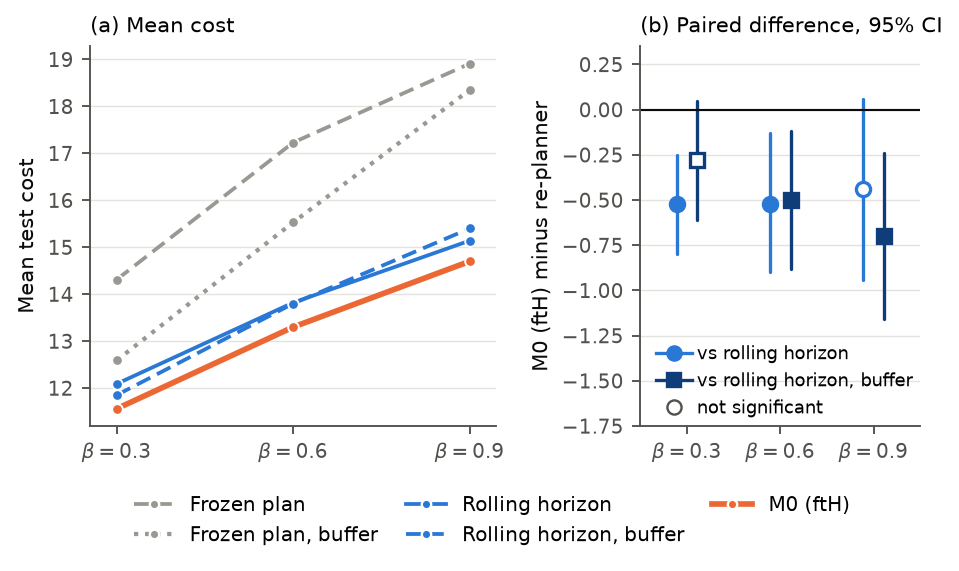 (a) Mean cost
(b) Paired difference, 95% CI
Mean test cost
19
18
17
16
15
14
13
12
β = 0.3
β = 0.6
β = 0.9
M0 (ftH) minus re-planner
0.25
0.00
−0.25
−0.50
−0.75
−1.00
−1.25
−1.50
−1.75
vs rolling horizon
vs rolling horizon, buffer
not significant
β = 0.3
β = 0.6
β = 0.9
Frozen plan
Rolling horizon
M0 (ftH)
Frozen plan, buffer
Rolling horizon, buffer